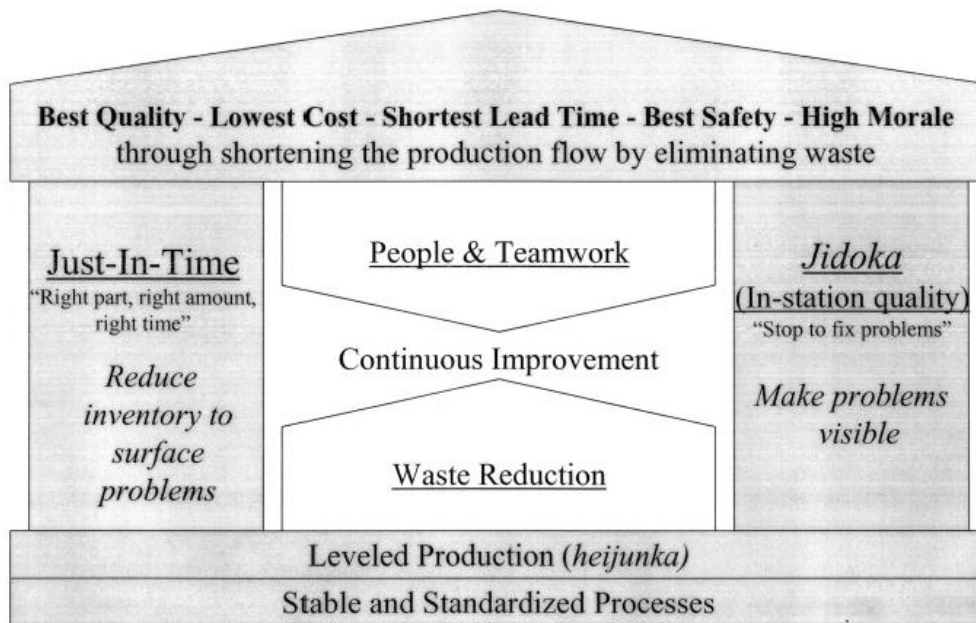 Best Quality - Lowest Cost - Shortest Lead Time - Best Safety - High Morale
through shortening the production flow by eliminating waste
Just-In-Time
“Right part, right amount,
right time”
Reduce
inventory to
surface
problems
People & Teamwork
Continuous Improvement
Waste Reduction
Jidoka
(In-station quality)
“Stop to fix problems”
Make problems
visible
Leveled Production (heijunka)
Stable and Standardized Processes